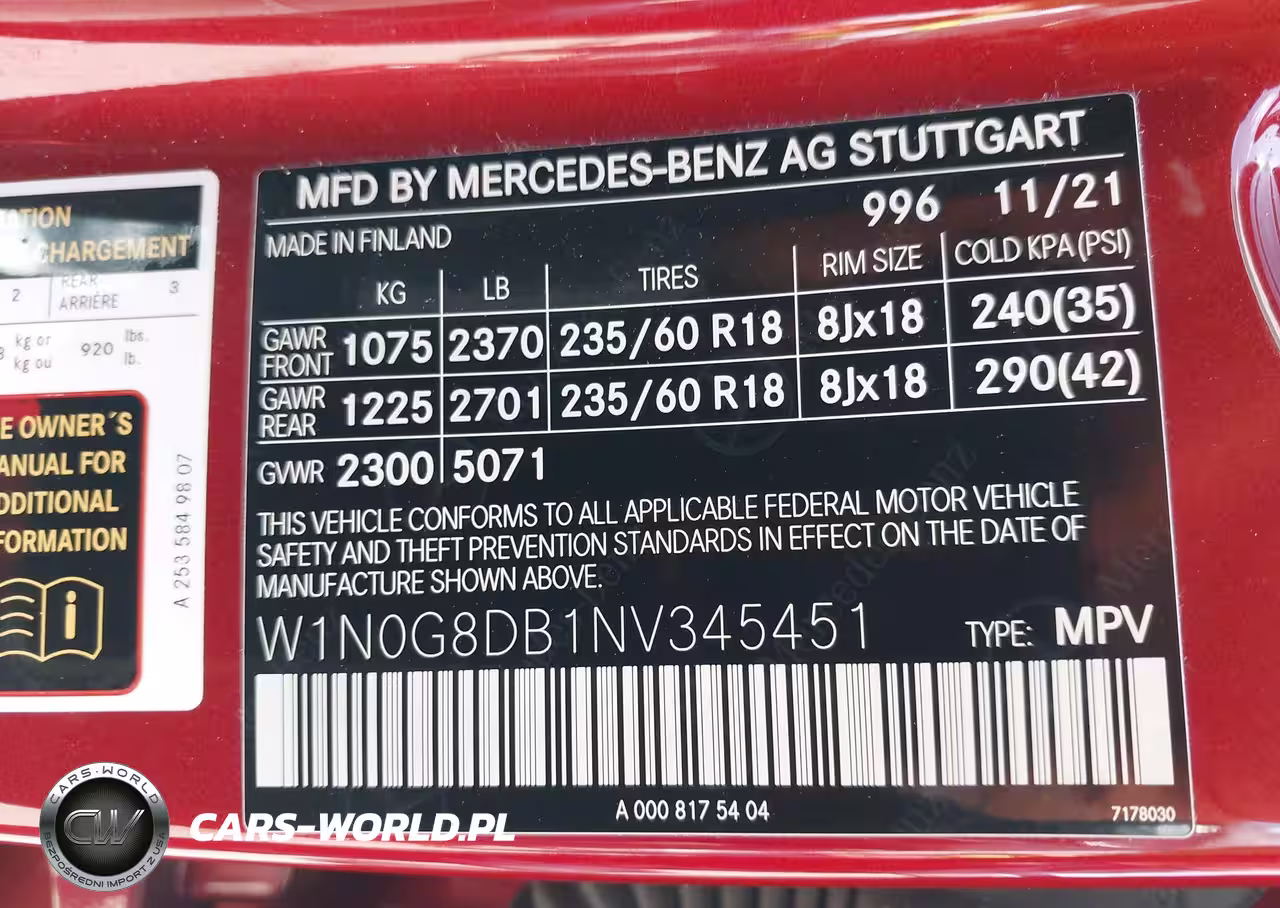 ATION
CHARGEMENT
2
REAR
ARRIÈRE
3
kg or
kg ou
920
lbs.
lb.
E OWNER´S
ANUAL FOR
DDITIONAL
FORMATION
A 253 584 98 07
MFD BY MERCEDES-BENZ AG STUTTGART
996 11/21
MADE IN FINLAND
KG LB TIRES RIM SIZE COLD KPA (PSI)
GAWR FRONT 1075 2370 235/60 R18 8Jx18 240(35)
GAWR REAR 1225 2701 235/60 R18 8Jx18 290(42)
GVWR 2300 5071
THIS VEHICLE CONFORMS TO ALL APPLICABLE FEDERAL MOTOR VEHICLE
SAFETY AND THEFT PREVENTION STANDARDS IN EFFECT ON THE DATE OF
MANUFACTURE SHOWN ABOVE.
W1N0G8DB1NV345451 TYPE: MPV
A 000 817 54 04
7178030
CARS-WORLD
CW
BEZPOŚREDNI IMPORT Z USA
CARS-WORLD.PL